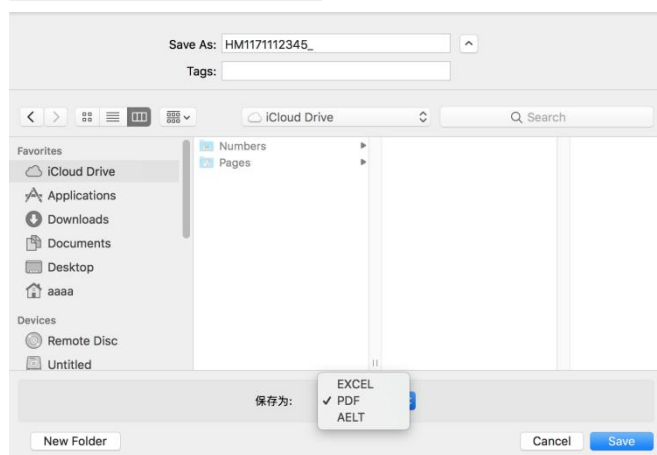 Save As: HM1171112345_
Tags:
iCloud Drive
Search
Favorites
iCloud Drive
Applications
Downloads
Documents
Desktop
aaaa
Devices
Remote Disc
Untitled
Numbers
Pages
保存为:
EXCEL
✓ PDF
AELT
New Folder
Cancel
Save